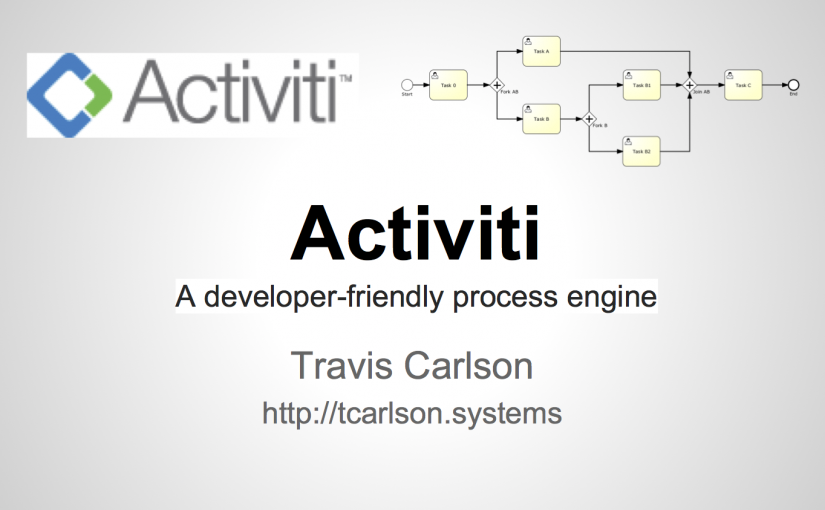 Activiti™
Start
Task 0
Fork AB
Task A
Task B
Fork B
Task B1
Task B2
Join AB
Task C
End
Activiti
A developer-friendly process engine
Travis Carlson
http://tcarlson.systems